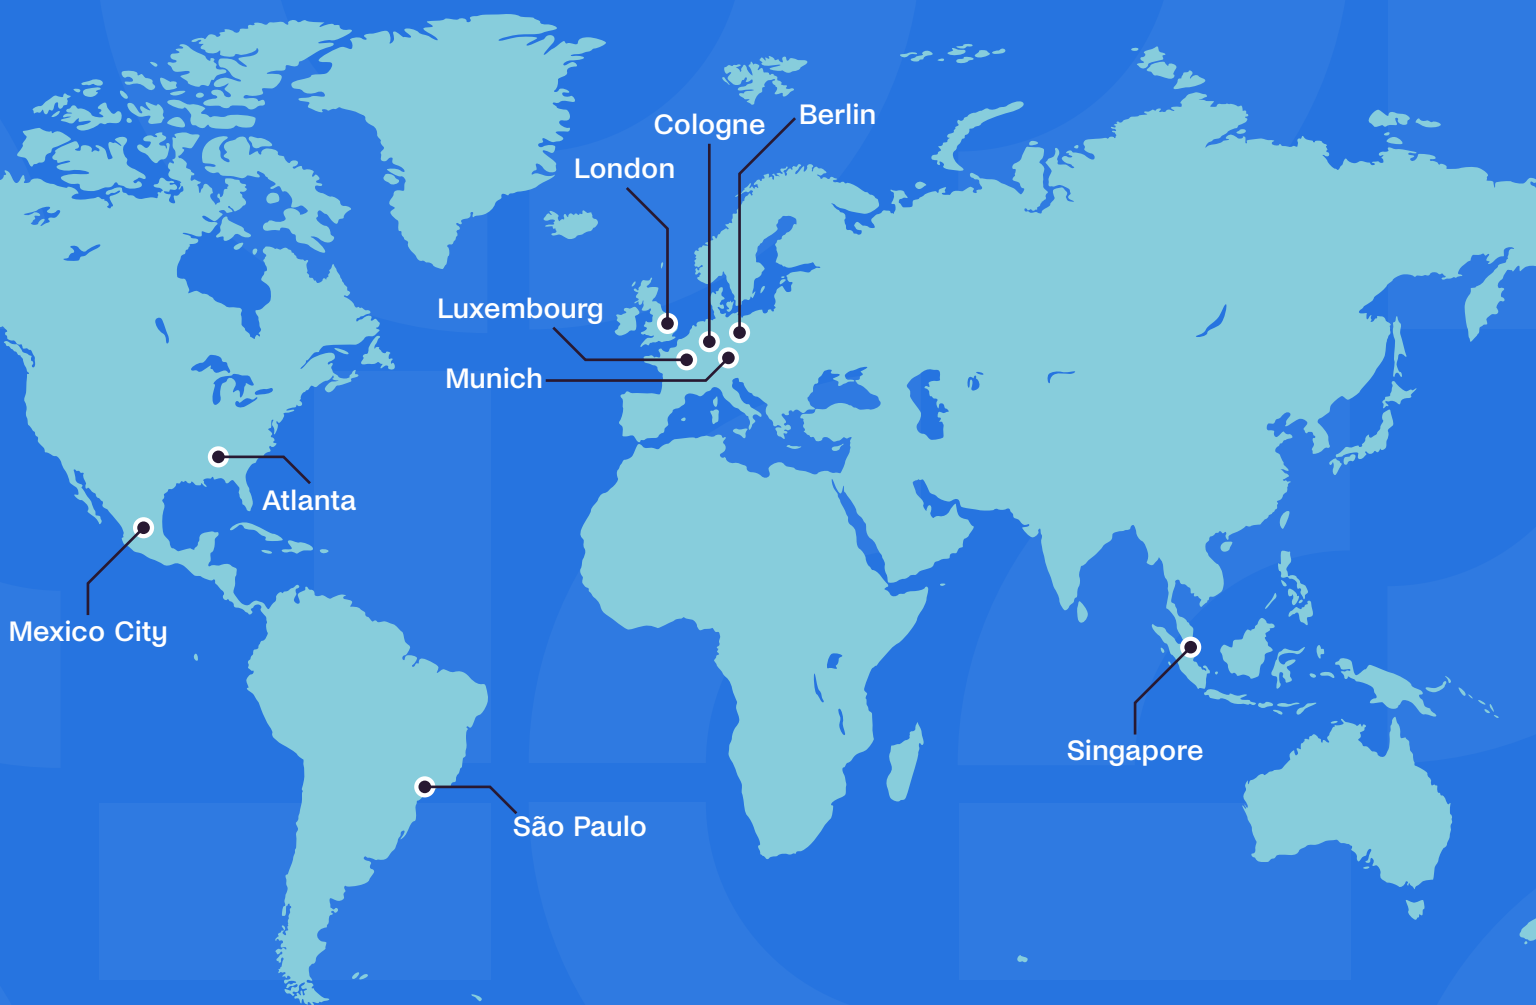 Berlin
Cologne
London
Luxembourg
Munich
Atlanta
Mexico City
Singapore
São Paulo